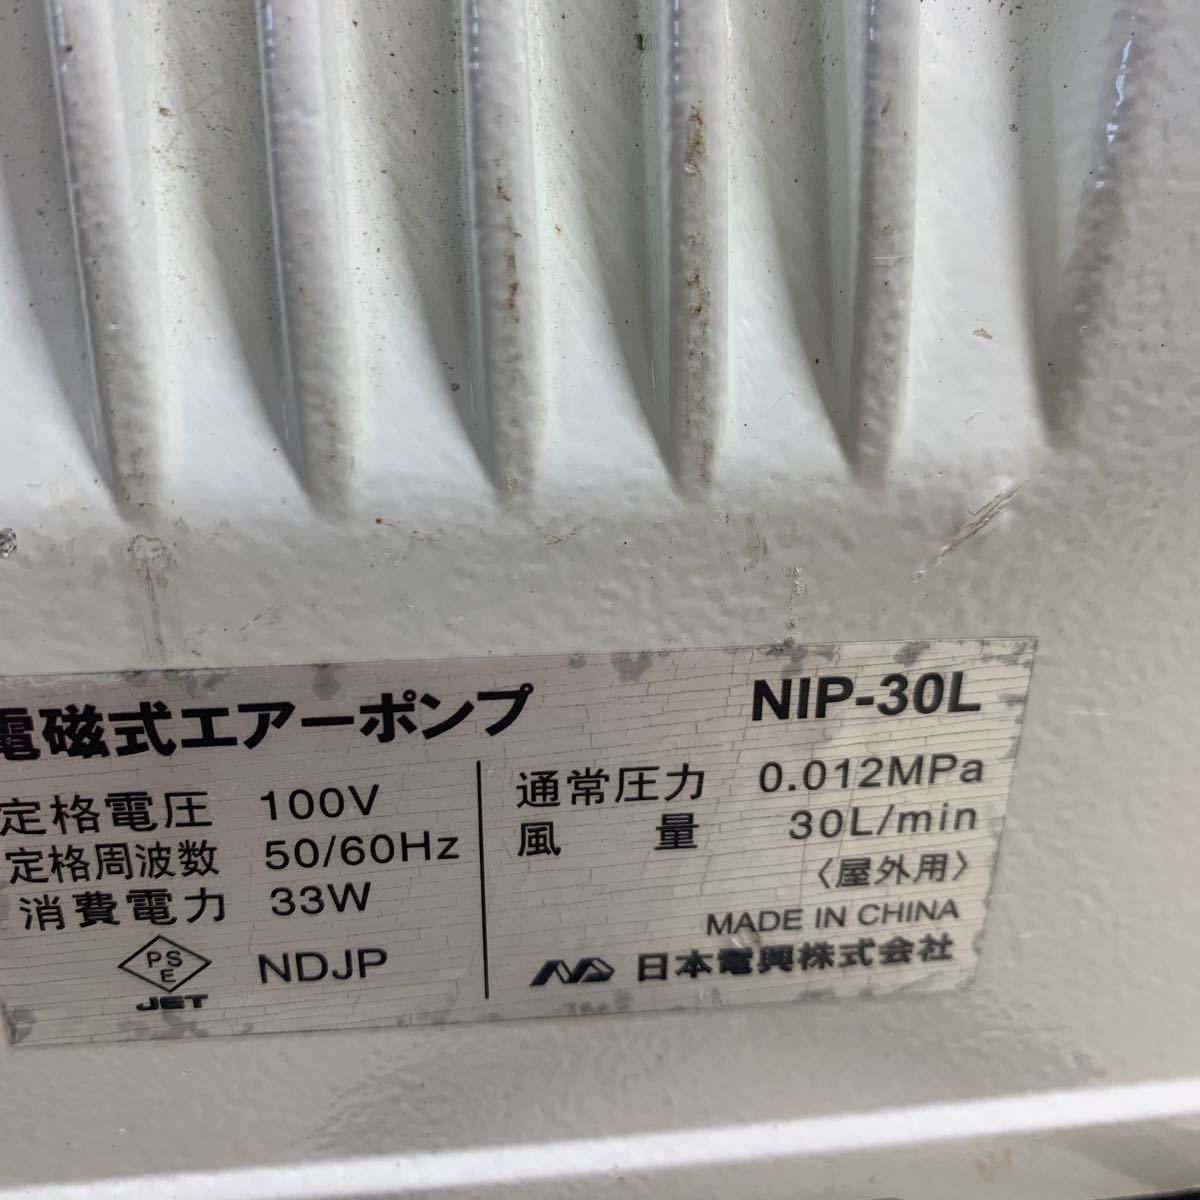 電磁式エアーポンプ NIP-30L
定格電圧 100V
定格周波数 50/60Hz
消費電力 33W
PSE
JET
NDJP
通常圧力 0.012MPa
風量 30L/min
〈屋外用〉
MADE IN CHINA
日本電興株式会社